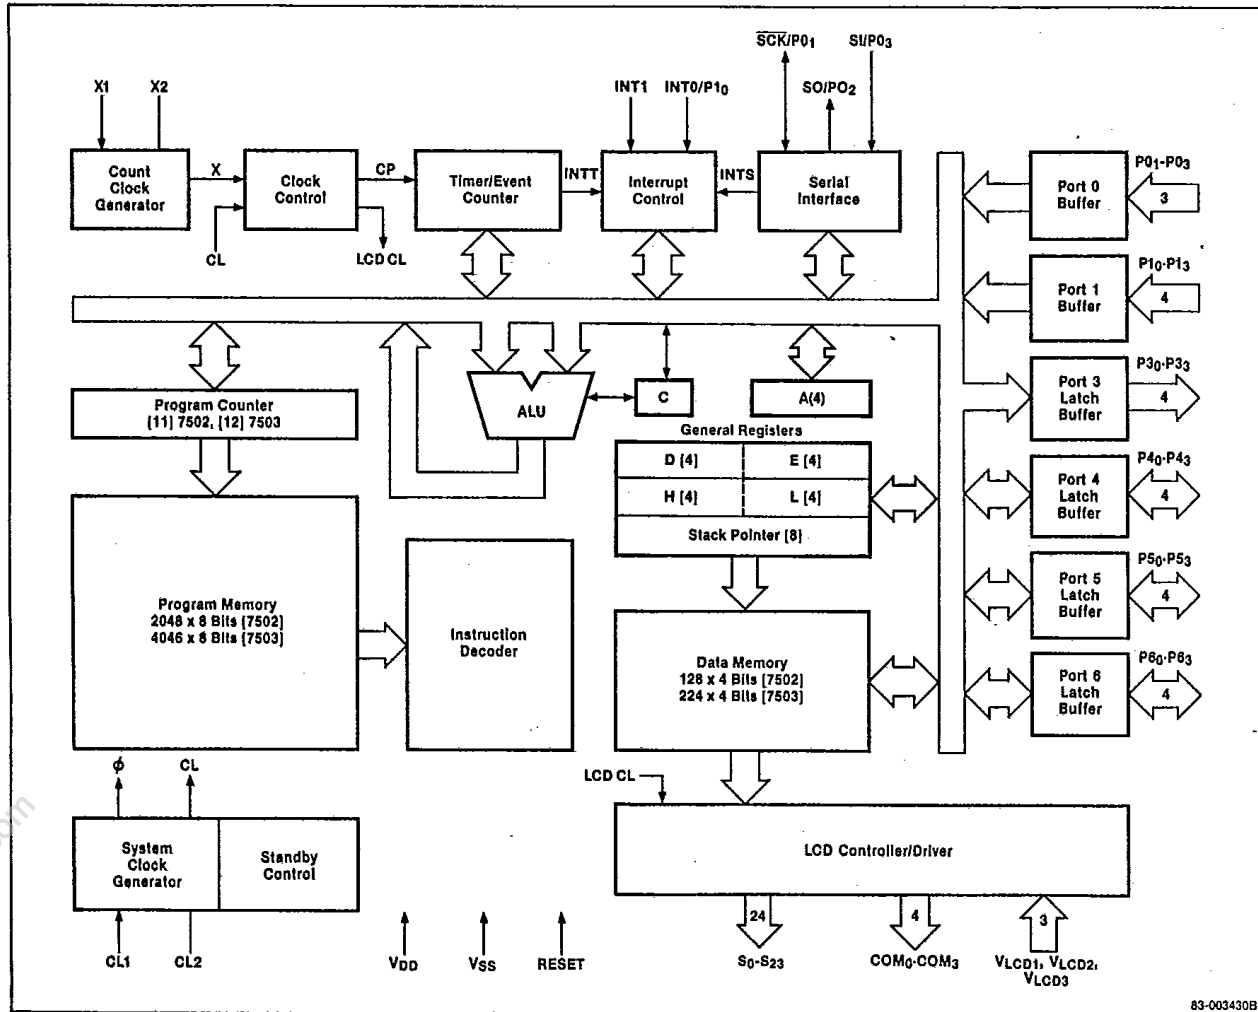 X1 X2 INT1 INT0/P1₀ SCK/P0₁ SO/PO₂ SI/P0₃
Count
Clock
Generator
X
Clock
Control
CP
Timer/Event
Counter
INTT
Interrupt
Control
INTS
Serial
Interface
CL
LCD CL
Port 0
Buffer
P0₁-P0₃
3
Port 1
Buffer
P1₀-P1₃
4
Port 3
Latch
Buffer
P3₀-P3₃
4
Port 4
Latch
Buffer
P4₀-P4₃
4
Port 5
Latch
Buffer
P5₀-P5₃
4
Port 6
Latch
Buffer
P6₀-P6₃
4
Program Counter
[11] 7502, [12] 7503
ALU
C
A(4)
General Registers
D [4] E [4]
H [4] L [4]
Stack Pointer [8]
Program Memory
2048 x 8 Bits [7502]
4046 x 8 Bits [7503]
Instruction
Decoder
Data Memory
128 x 4 Bits [7502]
224 x 4 Bits [7503]
ϕ CL
System
Clock
Generator
Standby
Control
CL1 CL2
VDD VSS RESET
LCD CL
LCD Controller/Driver
24 4 3
S₀-S₂₃ COM₀-COM₃ VLCD1, VLCD2,
VLCD3
83-003430B